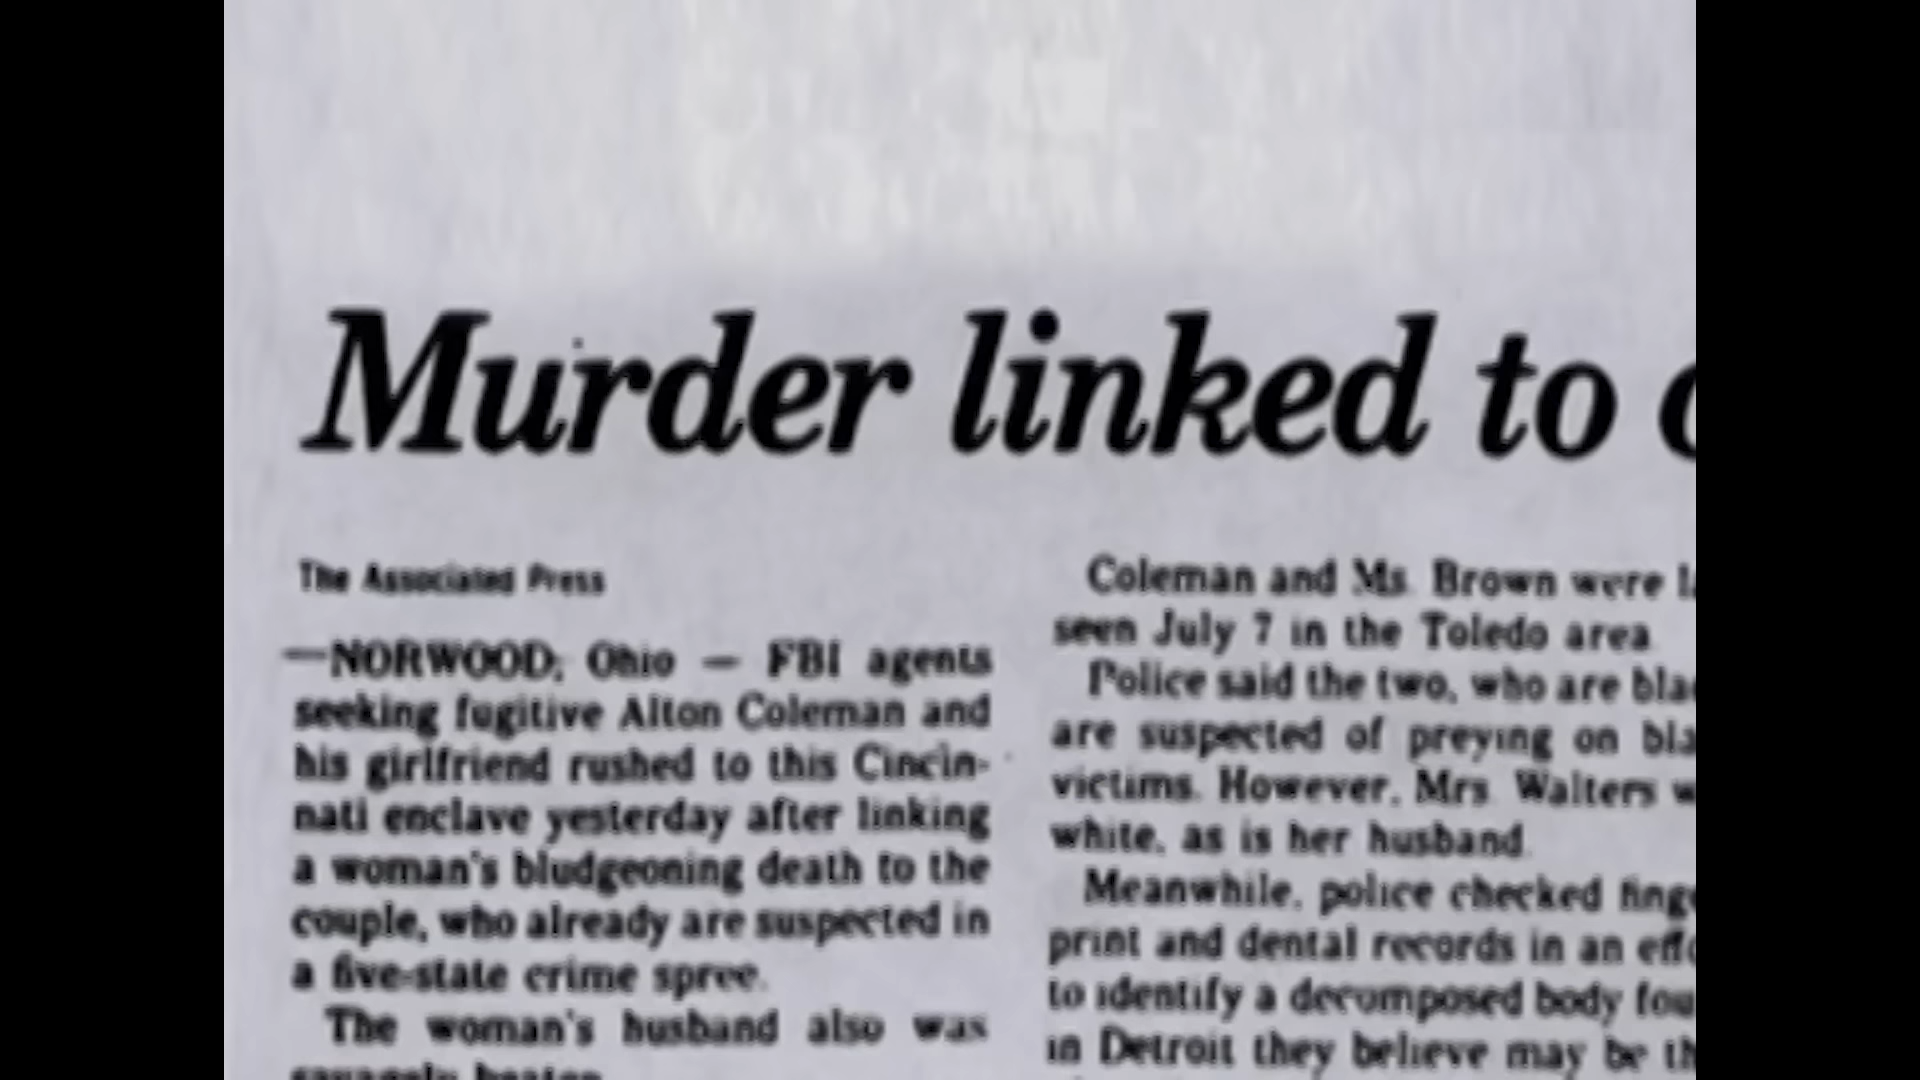 Murder linked to
The Associated Press
—NORWOOD, Ohio — FBI agents
seeking fugitive Alton Coleman and
his girlfriend rushed to this Cincin-
nati enclave yesterday after linking
a woman's bludgeoning death to the
couple, who already are suspected in
a five-state crime spree.
The woman's husband also was
savagely beaten
Coleman and Ms. Brown were
seen July 7 in the Toledo area.
Police said the two, who are
are suspected of preying on
victims. However, Mrs. Walters
white, as is her husband.
Meanwhile, police checked
print and dental records in an
to identify a decomposed body
in Detroit they believe may be